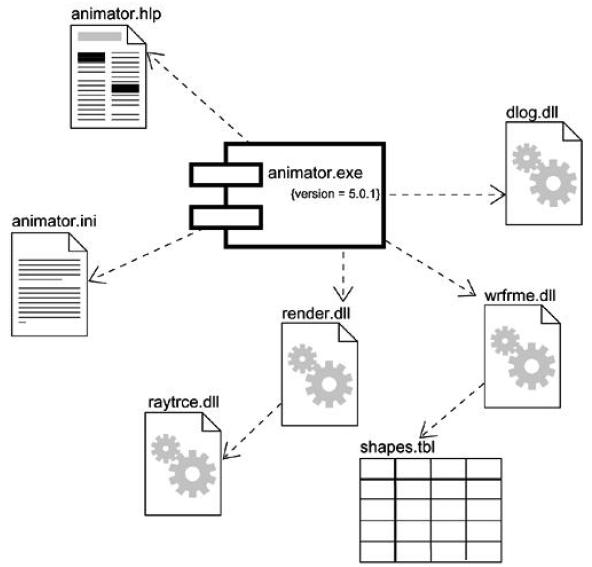 animator.hlp
dlog.dll
animator.exe
{version = 5.0.1}
animator.ini
wrfrme.dll
render.dll
raytrce.dll
shapes.tbl